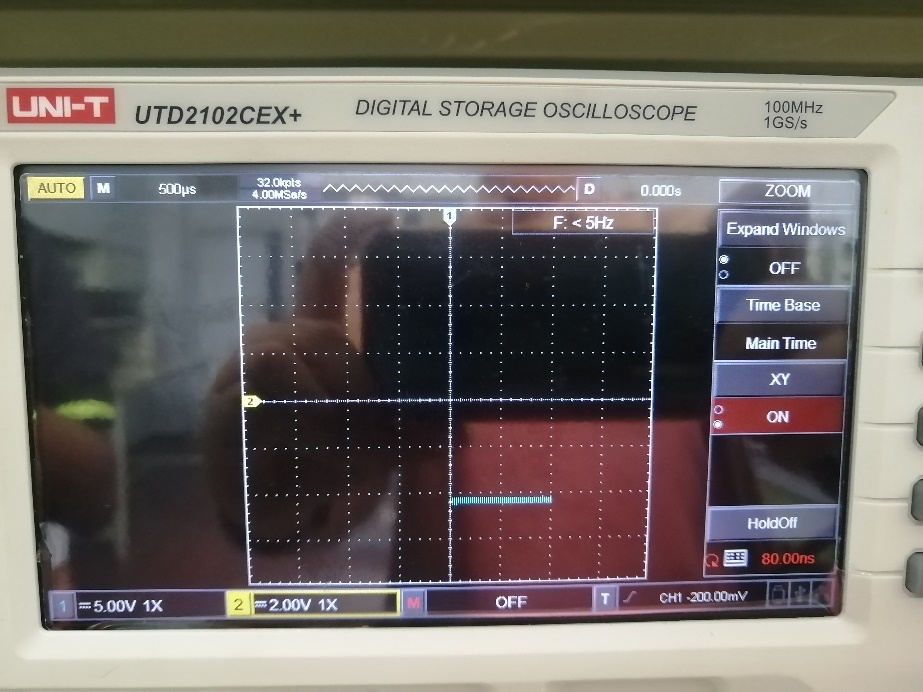 UNI-T UTD2102CEX+ DIGITAL STORAGE OSCILLOSCOPE 100MHz
1GS/s
AUTO M 500µs 32.0kpts D 0.000s ZOOM
4.00MSa/s
1 F: < 5Hz Expand Windows
OFF
Time Base
Main Time
XY
2 ON
HoldOff
80.00ns
1 5.00V 1X 2 2.00V 1X M OFF T CH1 -200.00mV